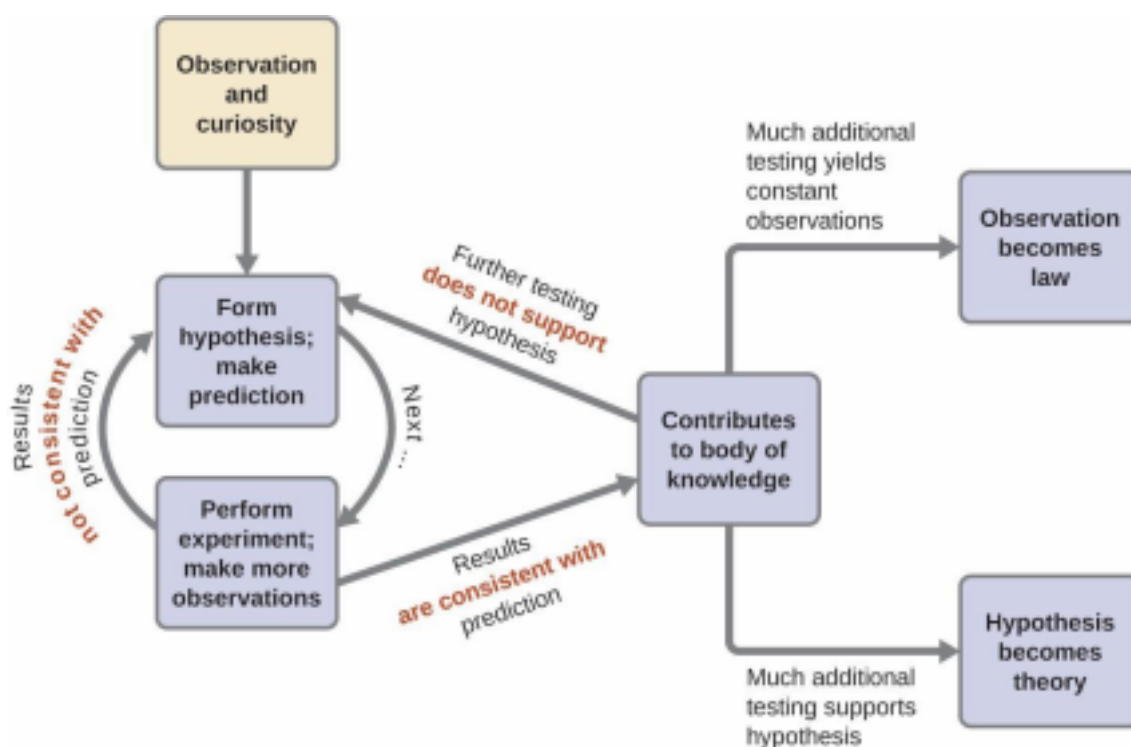 Observation
and
curiosity
Form
hypothesis;
make
prediction
Results
not consistent with
prediction
Next ...
Perform
experiment;
make more
observations
Further testing
does not support
hypothesis
Results
are consistent with
prediction
Contributes
to body of
knowledge
Much additional
testing yields
constant
observations
Observation
becomes
law
Much additional
testing supports
hypothesis
Hypothesis
becomes
theory